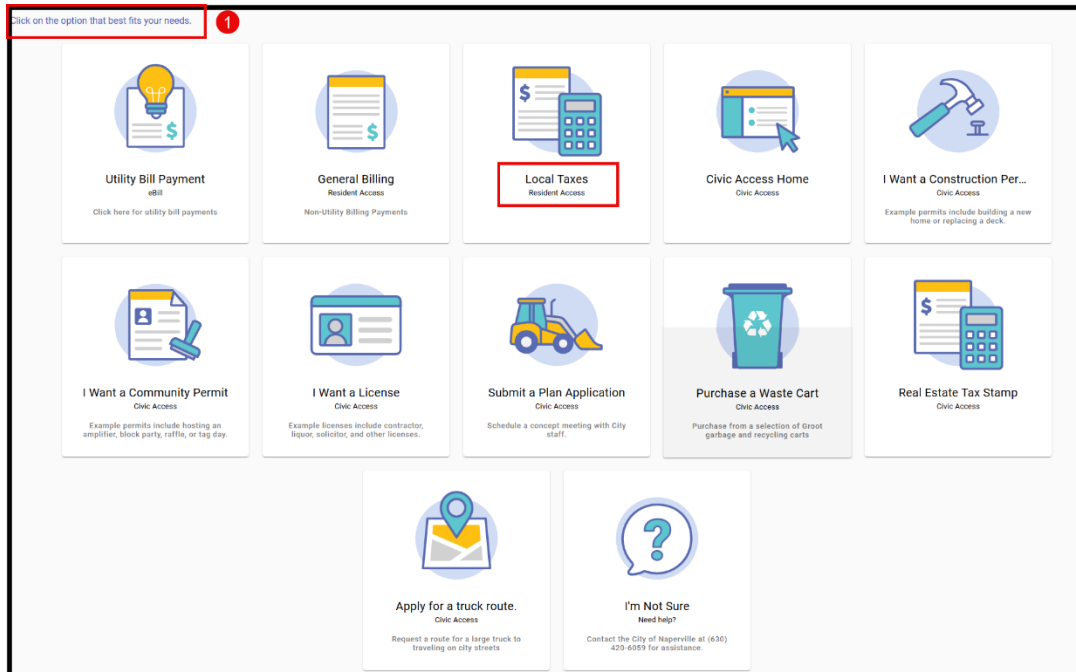 Click on the option that best fits your needs.
1
$
Utility Bill Payment
eBill
Click here for utility bill payments
$
General Billing
Resident Access
Non-Utility Billing Payments
$
Local Taxes
Resident Access
Civic Access Home
Civic Access
I Want a Construction Per...
Civic Access
Example permits include building a new
home or replacing a deck.
I Want a Community Permit
Civic Access
Example permits include hosting an
amplifier, block party, raffle, or tag day.
I Want a License
Civic Access
Example licenses include contractor,
liquor, solicitor, and other licenses.
Submit a Plan Application
Civic Access
Schedule a concept meeting with City
staff.
Purchase a Waste Cart
Civic Access
Purchase from a selection of Groot
garbage and recycling carts
$
Real Estate Tax Stamp
Civic Access
Apply for a truck route.
Civic Access
Request a route for a large truck to
traveling on city streets
?
I'm Not Sure
Need help?
Contact the City of Naperville at (630)
420-6059 for assistance.